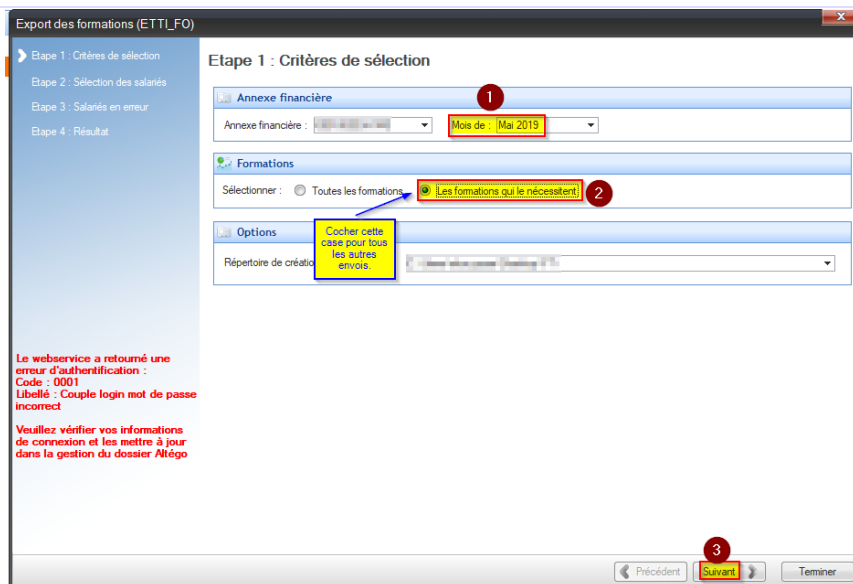 Export des formations (ETTI_FO)
Etape 1 : Critères de sélection
Etape 2 : Sélection des salariés
Etape 3 : Salariés en erreur
Etape 4 : Résultat
Le webservice a retourné une
erreur d'authentification :
Code : 0001
Libellé : Couple login mot de passe
incorrect
Veuillez vérifier vos informations
de connexion et les mettre à jour
dans la gestion du dossier Altégo
Etape 1 : Critères de sélection
1
Annexe financière
Annexe financière : Mois de : Mai 2019
Formations
Sélectionner : Toutes les formations Les formations qui le nécessitent 2
Options
Cocher cette
case pour tous
les autres
envois.
Répertoire de créatio
3
Précédent Suivant Terminer